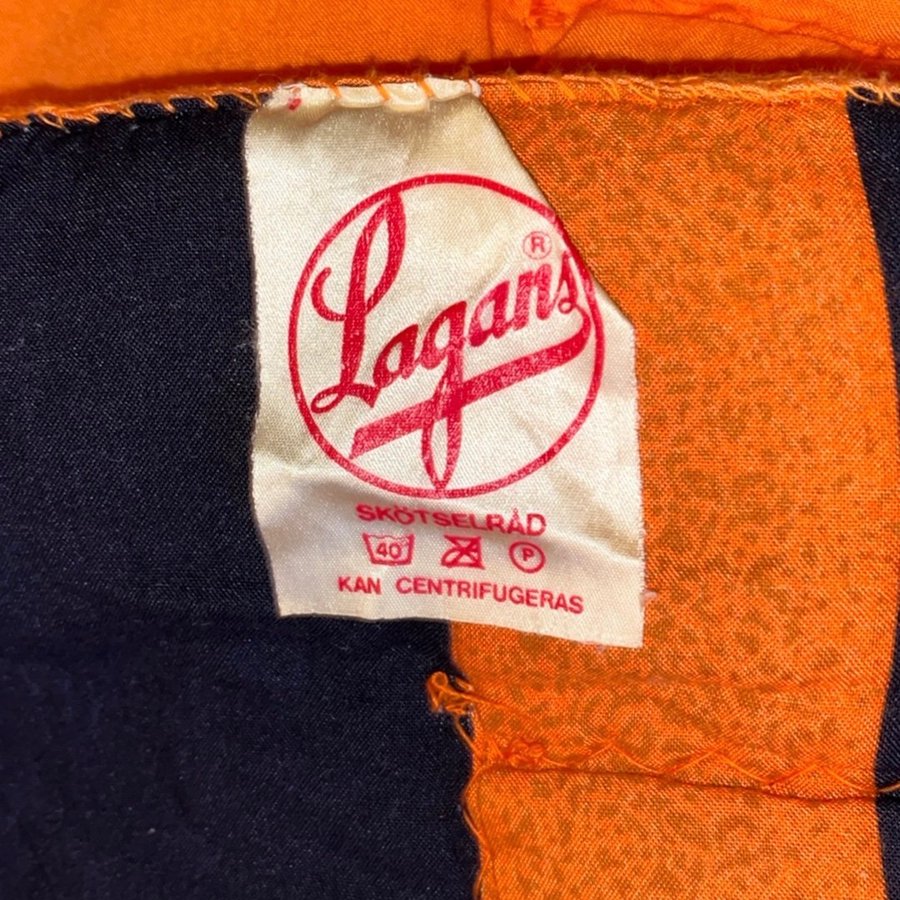 Lagans ®
SKÖTSELRÅD
40 P
KAN CENTRIFUGERAS